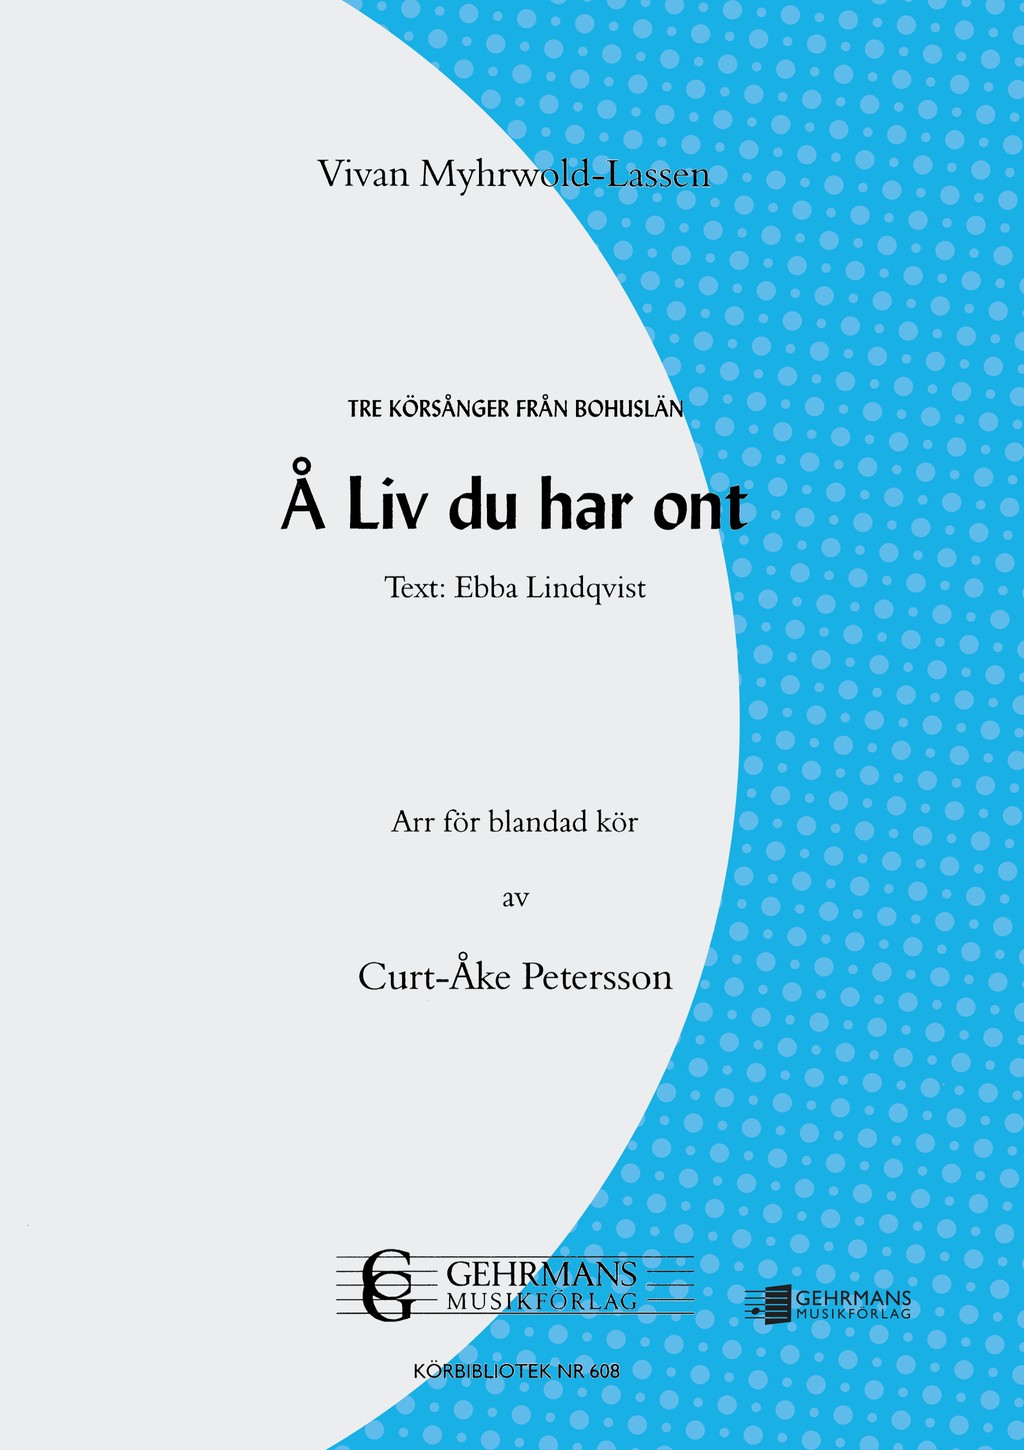 Vivan Myhrwold-Lassen
TRE KÖRSÅNGER FRÅN BOHUSLÄN
Å Liv du har ont
Text: Ebba Lindqvist
Arr för blandad kör
av
Curt-Åke Petersson
GEHRMANS
MUSIKFÖRLAG
GEHRMANS
MUSIKFÖRLAG
KÖRBIBLIOTEK NR 608